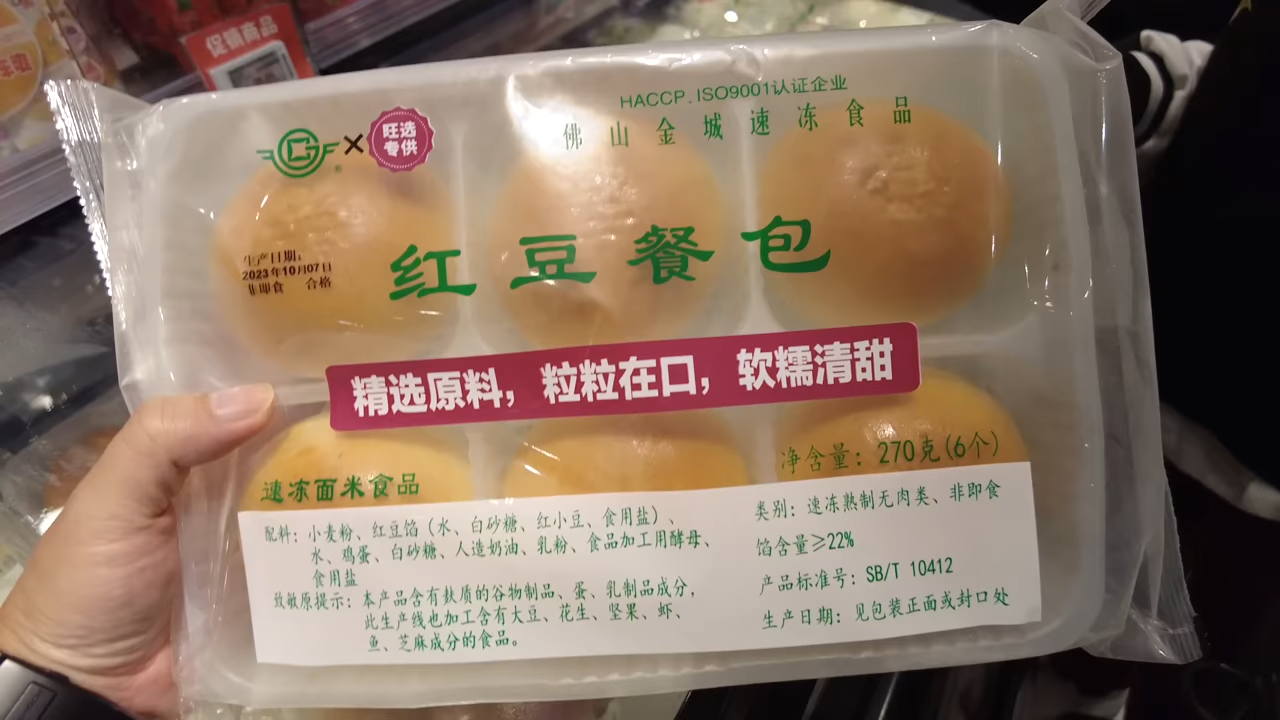 促销商品
HACCP.ISO9001认证企业
佛山金城速冻食品
旺选
专供
红豆餐包
生产日期:
2023年10月07日
非即食 合格
精选原料，粒粒在口，软糯清甜
净含量：270克(6个)
速冻面米食品
配料：小麦粉、红豆馅（水、白砂糖、红小豆、食用盐）、
水、鸡蛋、白砂糖、人造奶油、乳粉、食品加工用酵母、
食用盐
致敏原提示：本产品含有麸质的谷物制品、蛋、乳制品成分，
此生产线也加工含有大豆、花生、坚果、虾、
鱼、芝麻成分的食品。
类别：速冻熟制无肉类、非即食
馅含量≥22%
产品标准号：SB/T 10412
生产日期：见包装正面或封口处